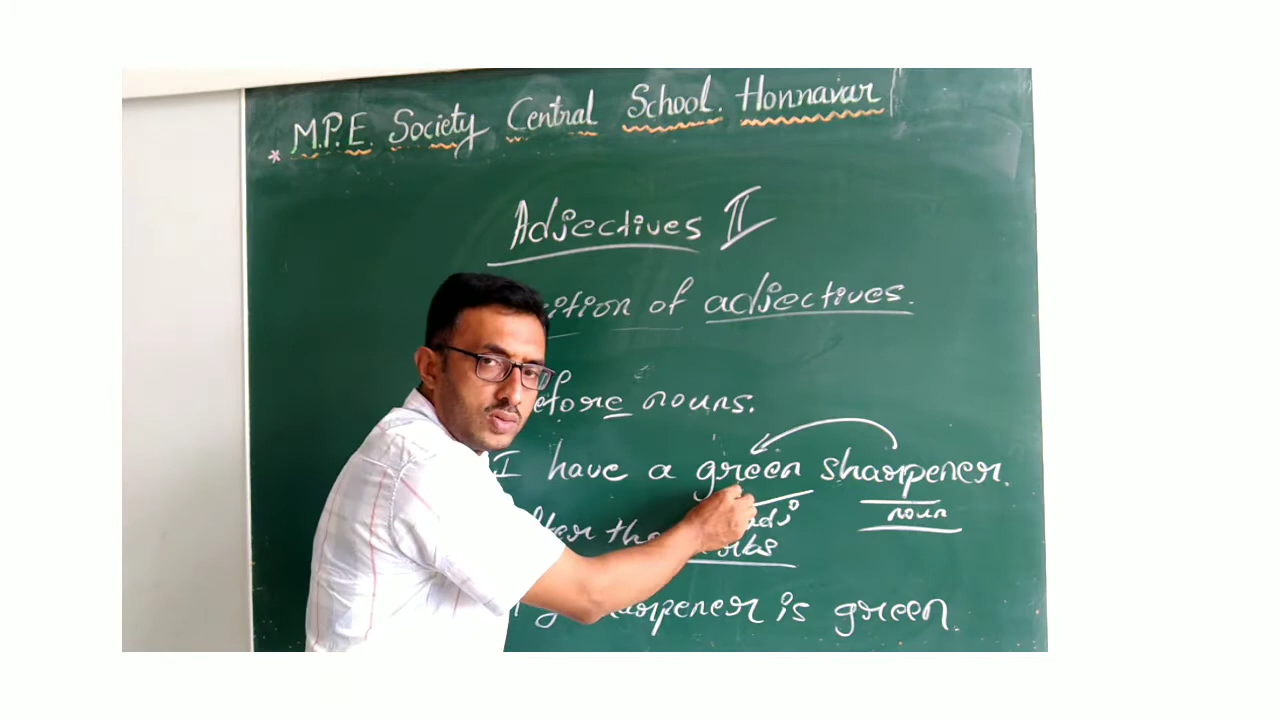 * M.P.E. Society Central School. Honnavar
Adjectives II
of adjectives.
nouns.
I have a green sharpener.
adj noun
sharpener is green.